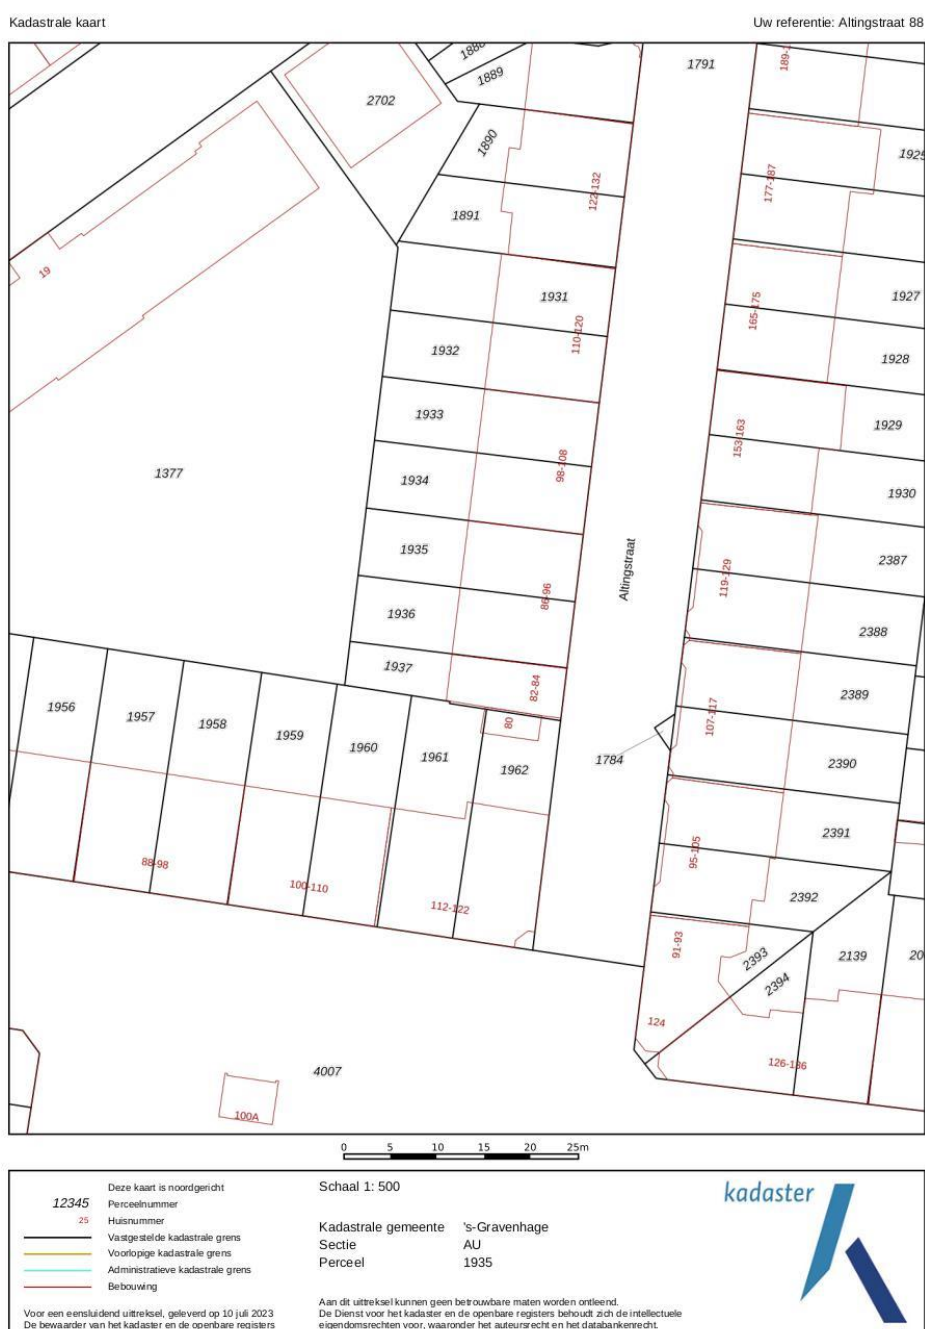 Kadastrale kaart
Uw referentie: Altingstraat 88
1888
1889
1791
189-1
2702
1890
1925
122-132
177-187
1891
19
1931
165-175
1927
110-120
1932
1928
1933
1929
153-163
98-108
1377
1934
1930
1935
Altingstraat
2387
119-129
86-96
1936
2388
1937
82-84
2389
1956
1957
1958
1959
1960
1961
80
107-117
1962
1784
2390
2391
95-105
88-98
100-110
112-122
2392
91-93
2393
2139
20
2394
124
126-136
4007
100A
0 5 10 15 20 25m
Deze kaart is noordgericht
12345 Perceelnummer
25 Huisnummer
Vastgestelde kadastrale grens
Voorlopige kadastrale grens
Administratieve kadastrale grens
Bebouwing
Voor een eensluidend uittreksel, geleverd op 10 juli 2023
De bewaarder van het kadaster en de openbare registers
Schaal 1: 500
Kadastrale gemeente 's-Gravenhage
Sectie AU
Perceel 1935
Aan dit uittreksel kunnen geen betrouwbare maten worden ontleend.
De Dienst voor het kadaster en de openbare registers behoudt zich de intellectuele
eigendomsrechten voor, waaronder het auteursrecht en het databankenrecht.
kadaster